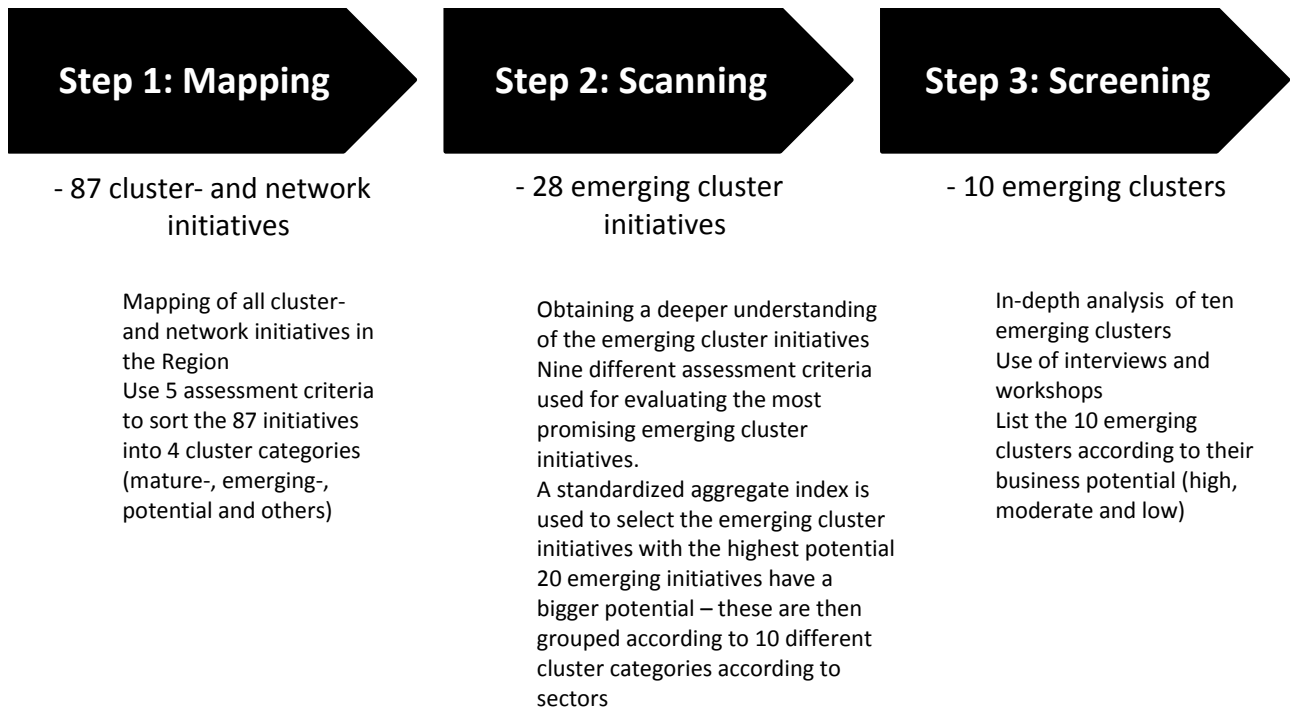 Step 1: Mapping
- 87 cluster- and network
initiatives
Mapping of all cluster-
and network initiatives in
the Region
Use 5 assessment criteria
to sort the 87 initiatives
into 4 cluster categories
(mature-, emerging-,
potential and others)
Step 2: Scanning
- 28 emerging cluster
initiatives
Obtaining a deeper understanding
of the emerging cluster initiatives
Nine different assessment criteria
used for evaluating the most
promising emerging cluster
initiatives.
A standardized aggregate index is
used to select the emerging cluster
initiatives with the highest potential
20 emerging initiatives have a
bigger potential – these are then
grouped according to 10 different
cluster categories according to
sectors
Step 3: Screening
- 10 emerging clusters
In-depth analysis  of ten
emerging clusters
Use of interviews and
workshops
List the 10 emerging
clusters according to their
business potential (high,
moderate and low)